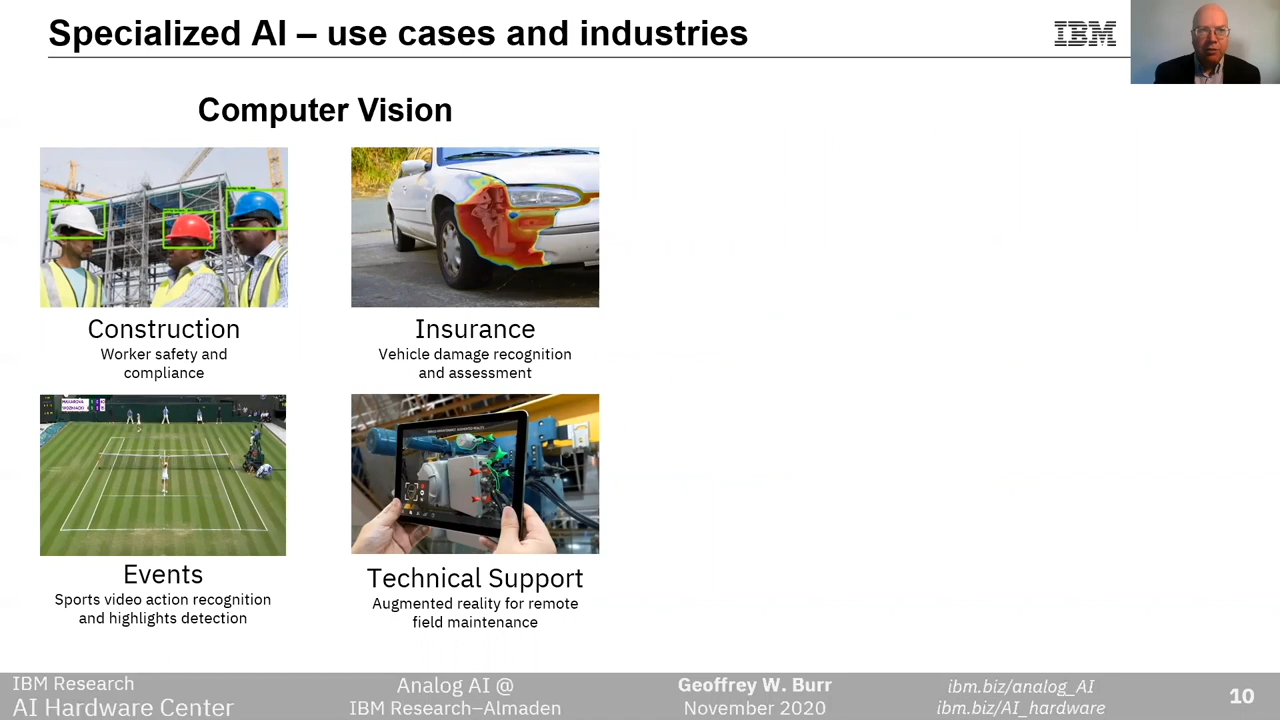 Specialized AI – use cases and industries
IBM
Computer Vision
Construction
Worker safety and
compliance
Insurance
Vehicle damage recognition
and assessment
Events
Sports video action recognition
and highlights detection
Technical Support
Augmented reality for remote
field maintenance
IBM Research
AI Hardware Center
Analog AI @
IBM Research–Almaden
Geoffrey W. Burr
November 2020
ibm.biz/analog_AI
ibm.biz/AI_hardware
10